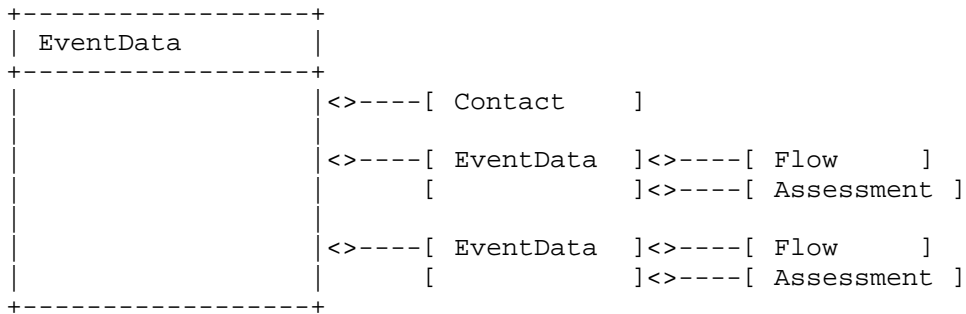 +------------------+
| EventData        |
+------------------+
|                  |<>----[ Contact    ]
|                  |
|                  |<>----[ EventData  ]<>----[ Flow       ]
|                  |      [            ]<>----[ Assessment ]
|                  |
|                  |<>----[ EventData  ]<>----[ Flow       ]
|                  |      [            ]<>----[ Assessment ]
+------------------+